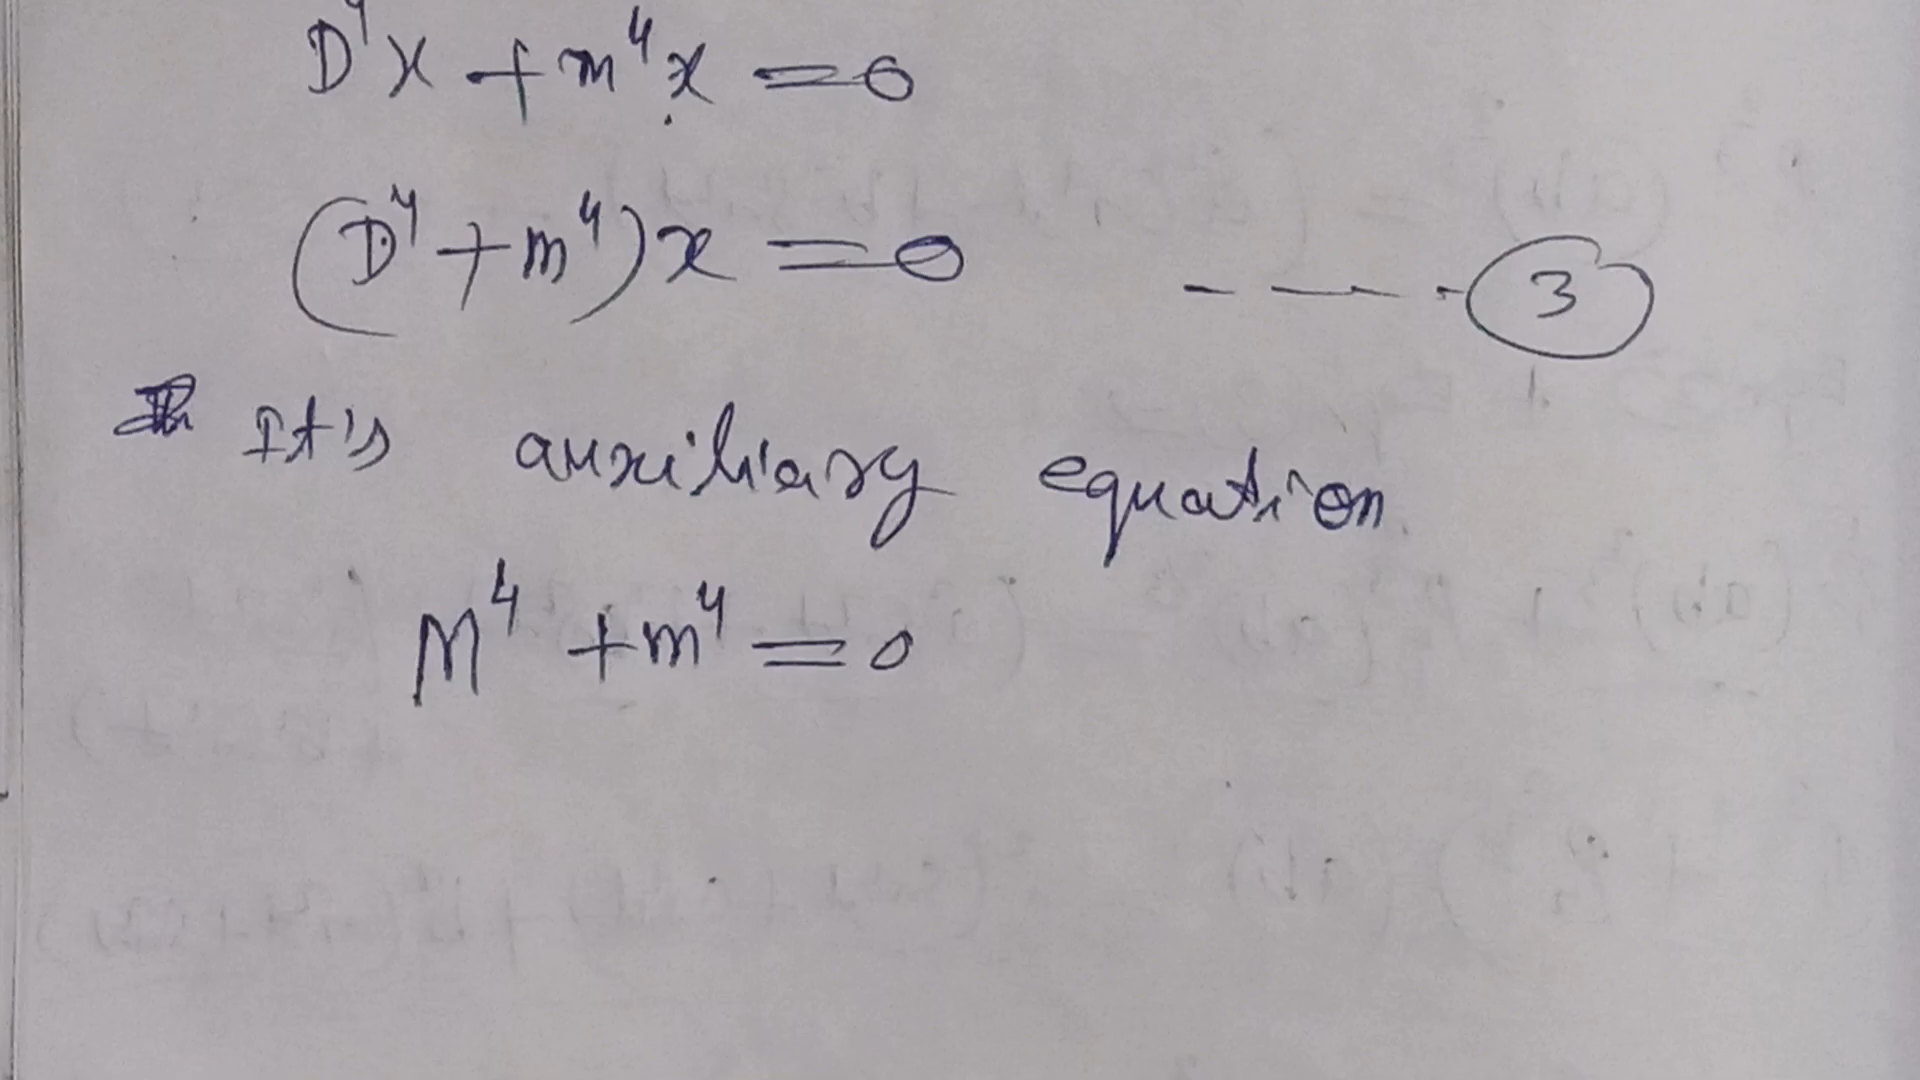 D⁴x + m⁴x = 0
(D⁴ + m⁴)x = 0 - - - - ③
It's auxiliary equation
M⁴ + m⁴ = 0